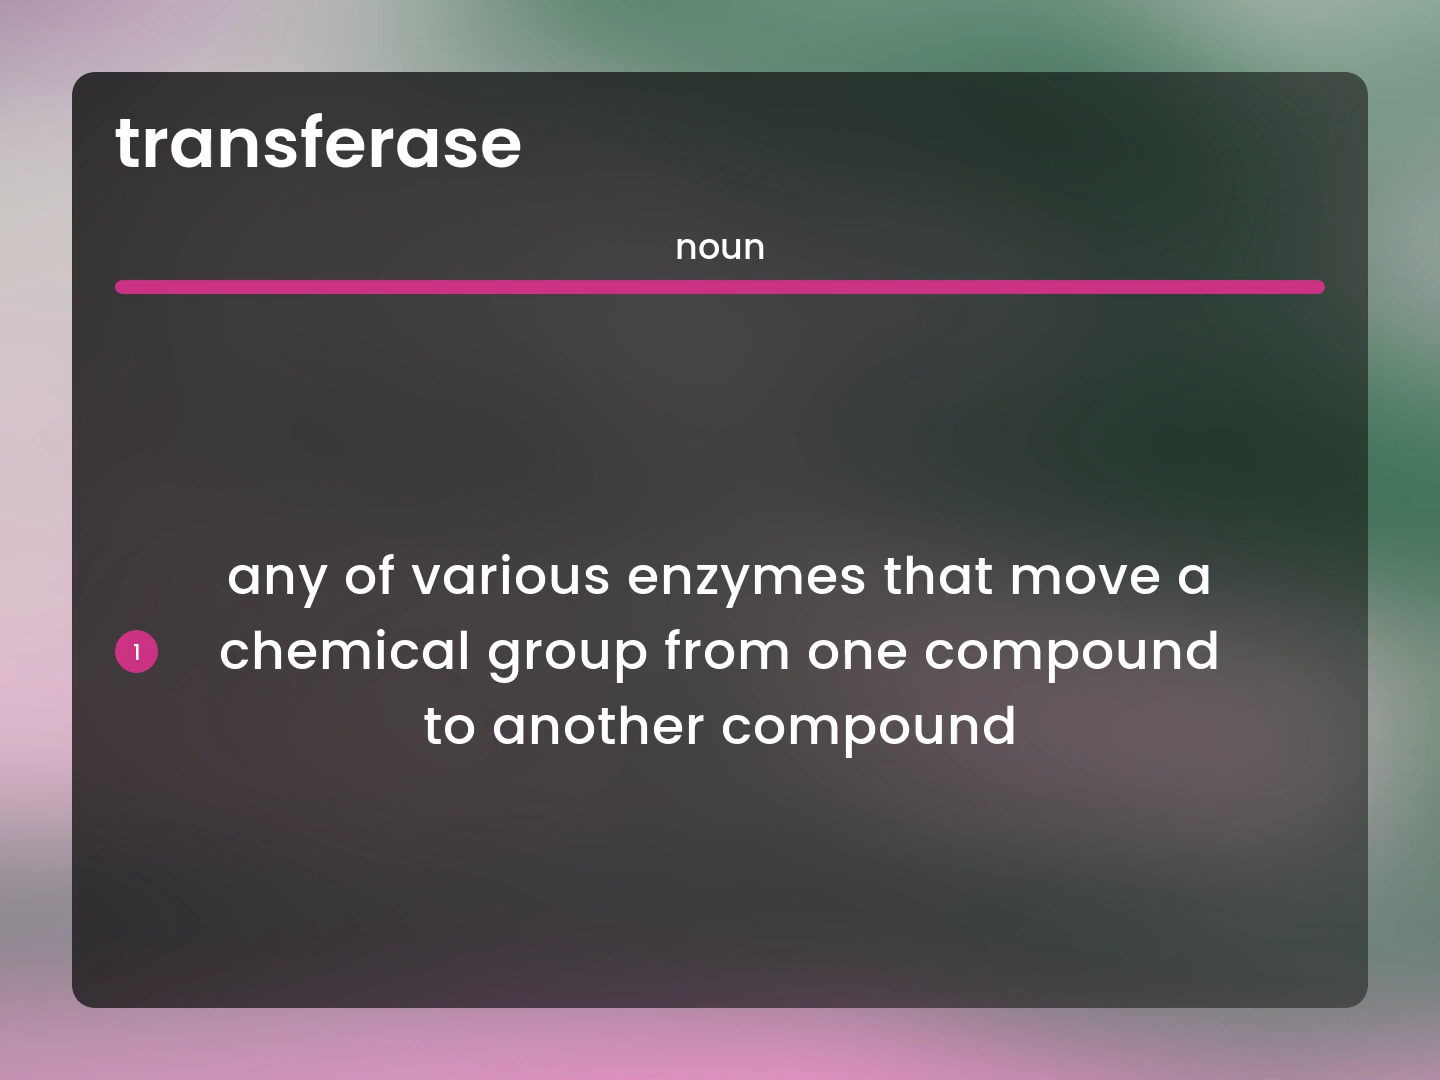 transferase
noun
any of various enzymes that move a
1 chemical group from one compound
to another compound